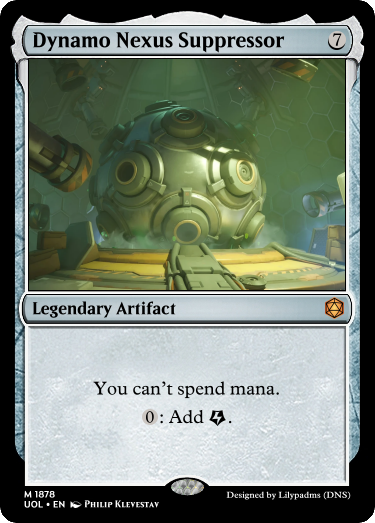 Dynamo Nexus Suppressor 7
Legendary Artifact
You can't spend mana.
0: Add .
M 1878
UOL • EN Philip Klevestav
Designed by Lilypadms (DNS)